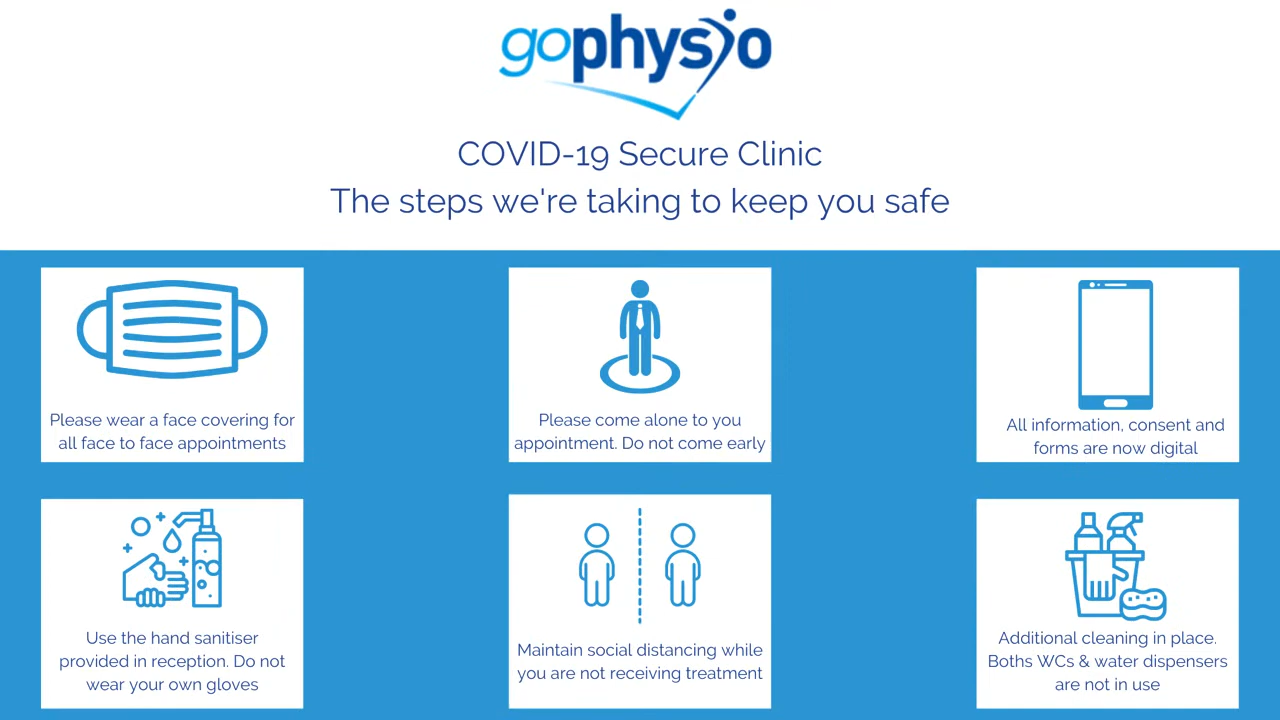 gophysio
COVID-19 Secure Clinic
The steps we're taking to keep you safe
Please wear a face covering for
all face to face appointments
Please come alone to you
appointment. Do not come early
All information, consent and
forms are now digital
Use the hand sanitiser
provided in reception. Do not
wear your own gloves
Maintain social distancing while
you are not receiving treatment
Additional cleaning in place.
Boths WCs & water dispensers
are not in use